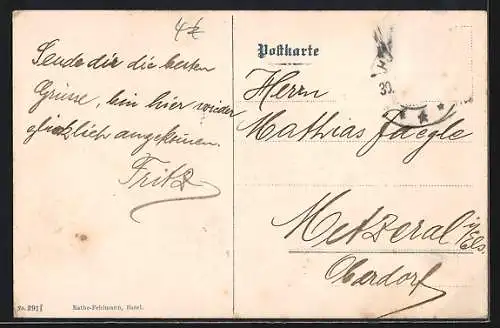 4.-
Sende dir die besten
Grüsse, bin hier wieder
glücklich angekommen.
Fritz
Postkarte
Herrn
Mathias Jaegle
Metzeral i/Els.
Oberdorf
No. 291
Rathe-Fehlmann, Basel.